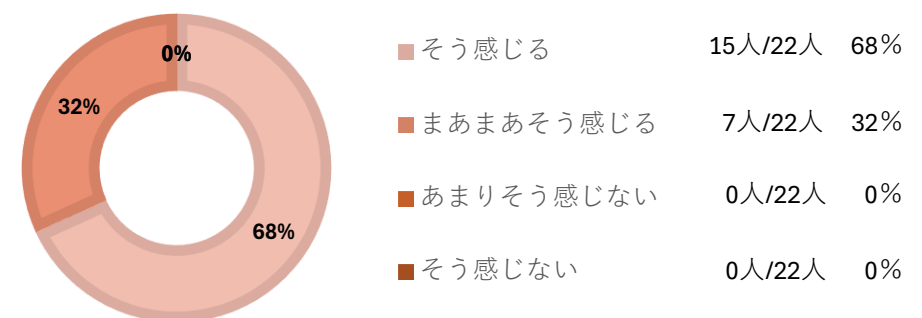 0%
32%
68%
そう感じる 15人/22人 68%
まあまあそう感じる 7人/22人 32%
あまりそう感じない 0人/22人 0%
そう感じない 0人/22人 0%